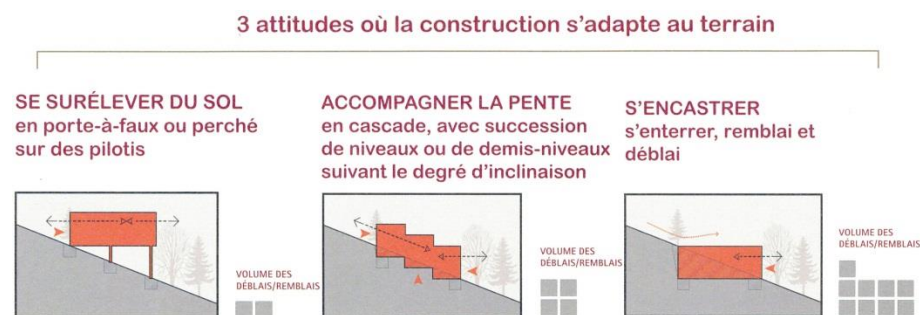 3 attitudes où la construction s'adapte au terrain
SE SURÉLEVER DU SOL
en porte-à-faux ou perché
sur des pilotis
ACCOMPAGNER LA PENTE
en cascade, avec succession
de niveaux ou de demis-niveaux
suivant le degré d'inclinaison
S'ENCASTRER
s'enterrer, remblai et
déblai
VOLUME DES
DÉBLAIS/REMBLAIS
VOLUME DES
DÉBLAIS/REMBLAIS
VOLUME DES
DÉBLAIS/REMBLAIS